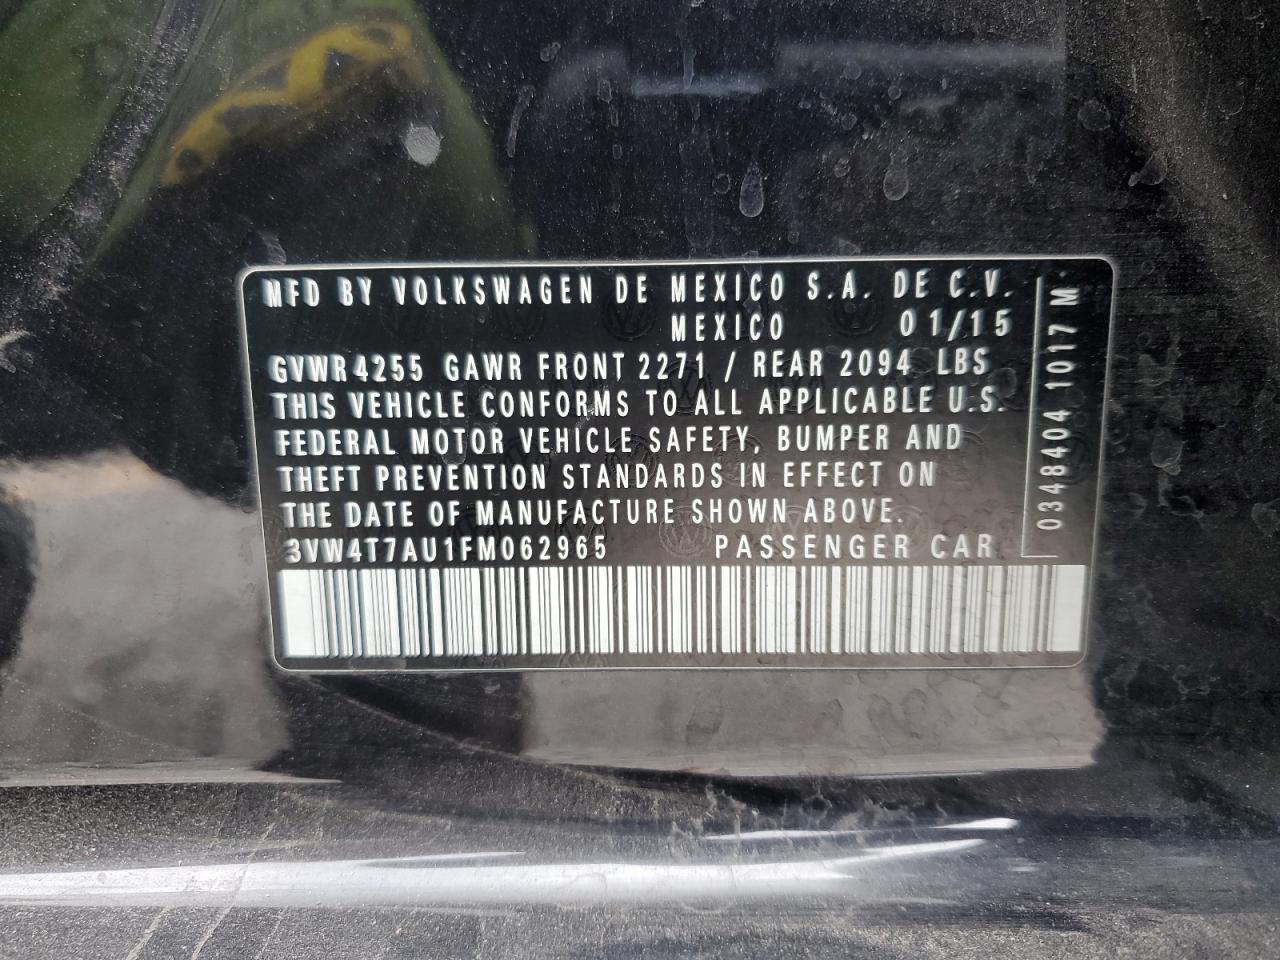 MFD BY VOLKSWAGEN DE MEXICO S.A. DE C.V.
MEXICO 01/15
GVWR 4255 GAWR FRONT 2271 / REAR 2094 LBS
THIS VEHICLE CONFORMS TO ALL APPLICABLE U.S.
FEDERAL MOTOR VEHICLE SAFETY, BUMPER AND
THEFT PREVENTION STANDARDS IN EFFECT ON
THE DATE OF MANUFACTURE SHOWN ABOVE.
3VW4T7AU1FM062965 PASSENGER CAR
0348404 1017 M